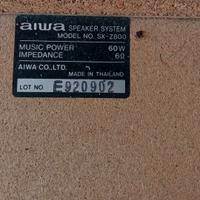 aiwa SPEAKER SYSTEM
MODEL NO. SX-Z800
MUSIC POWER 60W
IMPEDANCE 6Ω
AIWA CO.,LTD.
MADE IN THAILAND
LOT NO. E920902